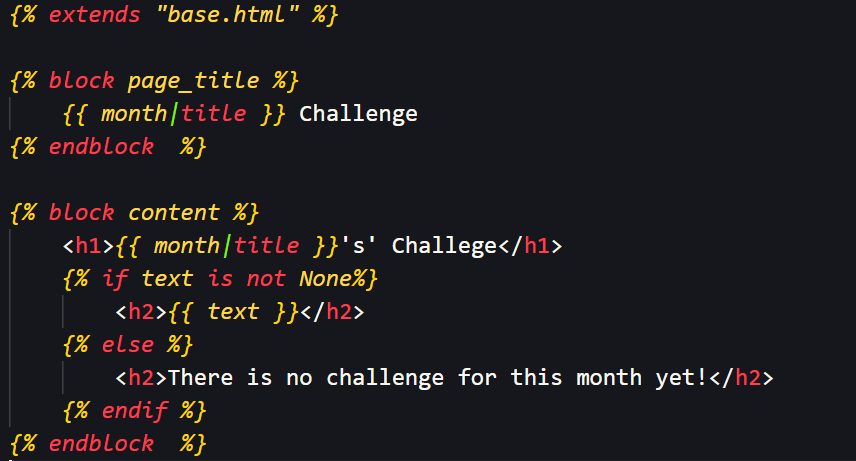 {% extends "base.html" %}
{% block page_title %}
{{ month|title }} Challenge
{% endblock  %}
{% block content %}
<h1>{{ month|title }}'s' Challege</h1>
{% if text is not None%}
<h2>{{ text }}</h2>
{% else %}
<h2>There is no challenge for this month yet!</h2>
{% endif %}
{% endblock  %}